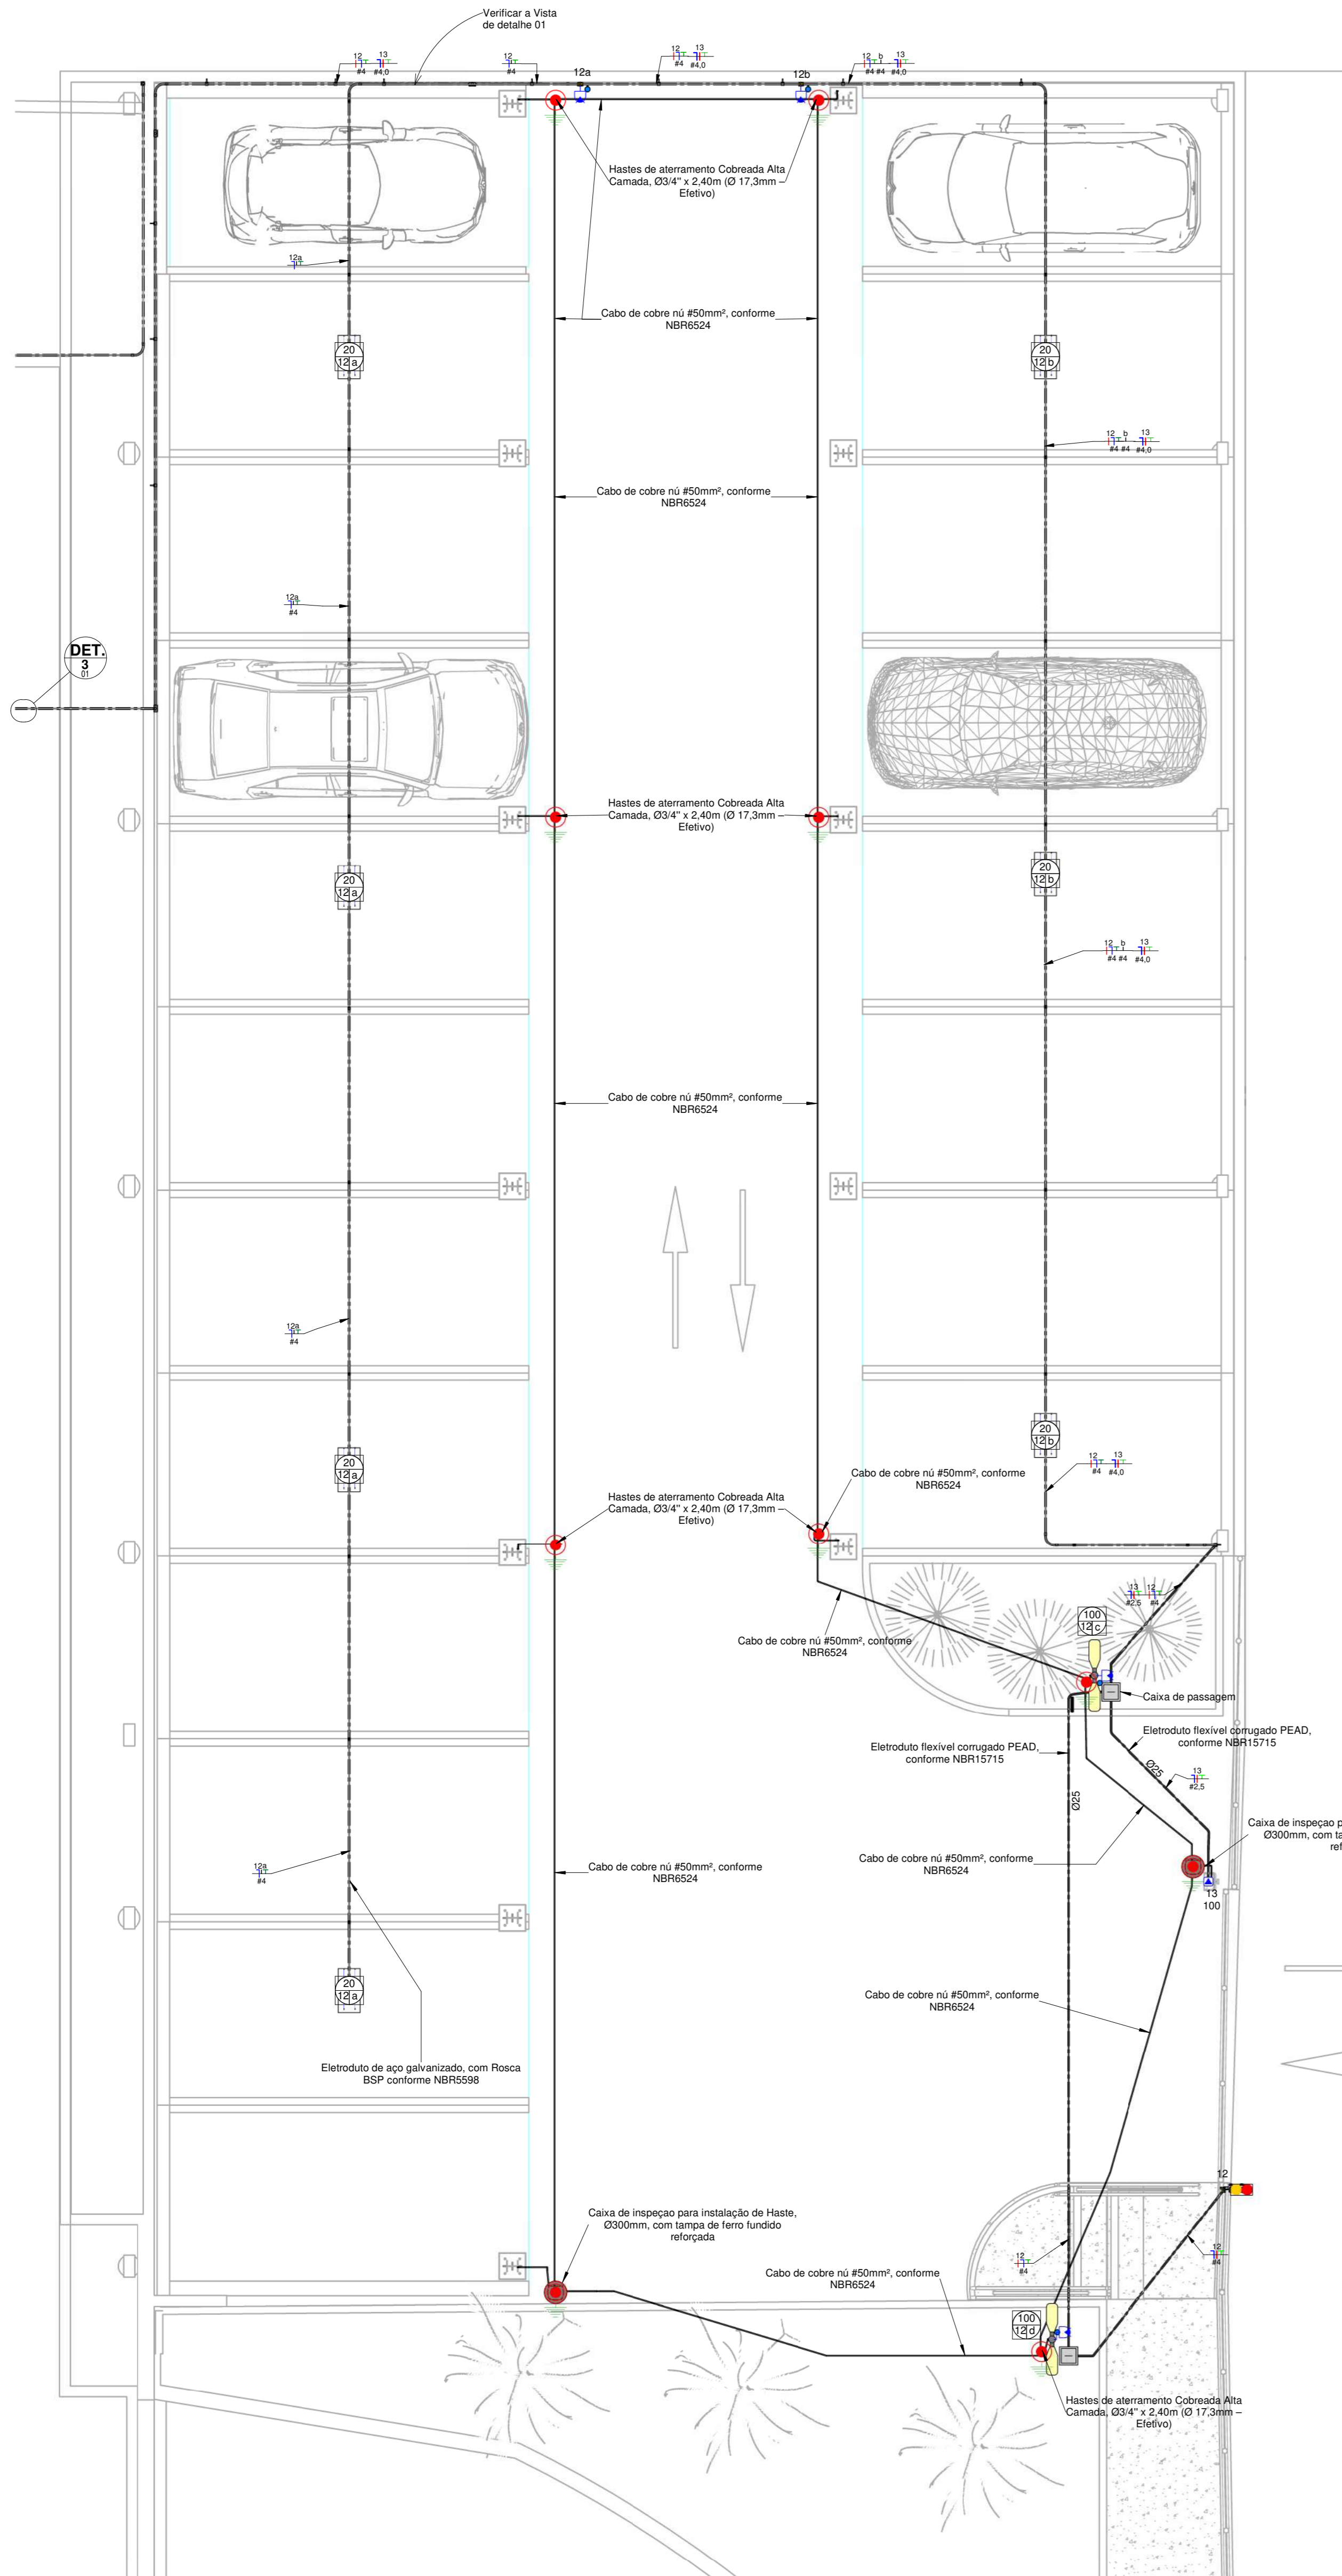 Verificar a Vista
de detalhe 01
12
#4
13
#4,0
12
#4
12
#4
13
#4,0
12 b
#4 #4
13
#4,0
12a
12b
Hastes de aterramento Cobreada Alta
Camada, Ø3/4" x 2,40m (Ø 17,3mm –
Efetivo)
12a
Cabo de cobre nú #50mm², conforme
NBR6524
20
12 a
20
12 b
12 b
#4 #4
13
#4,0
Cabo de cobre nú #50mm², conforme
NBR6524
12a
#4
DET.
3
01
Hastes de aterramento Cobreada Alta
Camada, Ø3/4" x 2,40m (Ø 17,3mm –
Efetivo)
20
12 a
20
12 b
12 b
#4 #4
13
#4,0
Cabo de cobre nú #50mm², conforme
NBR6524
12a
#4
20
12 a
20
12 b
12
#4
13
#4,0
Cabo de cobre nú #50mm², conforme
NBR6524
Hastes de aterramento Cobreada Alta
Camada, Ø3/4" x 2,40m (Ø 17,3mm –
Efetivo)
13
#2,5
12
#4
100
12 c
Cabo de cobre nú #50mm², conforme
NBR6524
Caixa de passagem
Eletroduto flexível corrugado PEAD,
conforme NBR15715
Eletroduto flexível corrugado PEAD,
conforme NBR15715
Ø25
13
#2,5
Ø25
Caixa de inspeçao p
Ø300mm, com ta
ref
Cabo de cobre nú #50mm², conforme
NBR6524
12a
#4
Cabo de cobre nú #50mm², conforme
NBR6524
13
100
20
12 a
Cabo de cobre nú #50mm², conforme
NBR6524
Eletroduto de aço galvanizado, com Rosca
BSP conforme NBR5598
12
Caixa de inspeçao para instalação de Haste,
Ø300mm, com tampa de ferro fundido
reforçada
12
#4
12
#4
Cabo de cobre nú #50mm², conforme
NBR6524
100
12 d
Hastes de aterramento Cobreada Alta
Camada, Ø3/4" x 2,40m (Ø 17,3mm –
Efetivo)